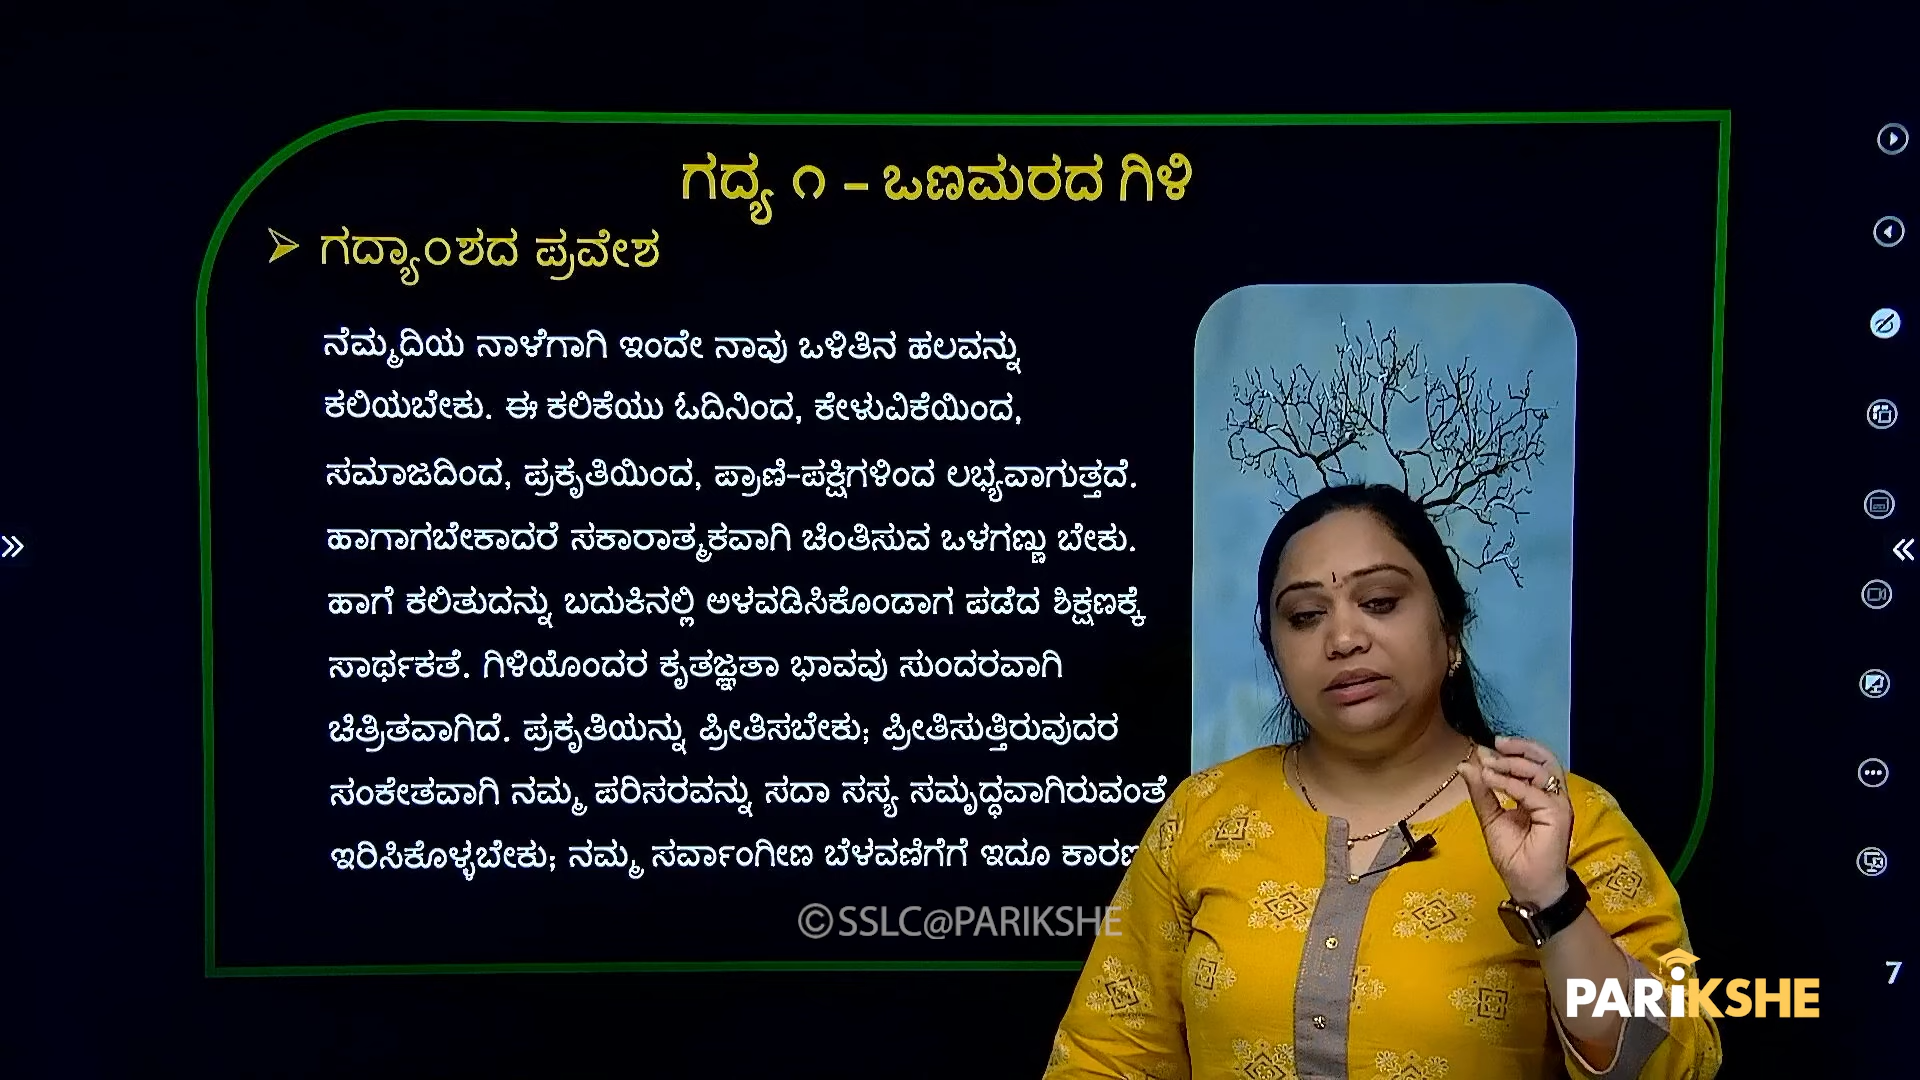 ಗದ್ಯ ೧ – ಒಣಮರದ ಗಿಳಿ
➢ ಗದ್ಯಾಂಶದ ಪ್ರವೇಶ
ನೆಮ್ಮದಿಯ ನಾಳೆಗಾಗಿ ಇಂದೇ ನಾವು ಒಳಿತಿನ ಹಲವನ್ನು
ಕಲಿಯಬೇಕು. ಈ ಕಲಿಕೆಯು ಓದಿನಿಂದ, ಕೇಳುವಿಕೆಯಿಂದ,
ಸಮಾಜದಿಂದ, ಪ್ರಕೃತಿಯಿಂದ, ಪ್ರಾಣಿ-ಪಕ್ಷಿಗಳಿಂದ ಲಭ್ಯವಾಗುತ್ತದೆ.
ಹಾಗಾಗಬೇಕಾದರೆ ಸಕಾರಾತ್ಮಕವಾಗಿ ಚಿಂತಿಸುವ ಒಳಗಣ್ಣು ಬೇಕು.
ಹಾಗೆ ಕಲಿತುದನ್ನು ಬದುಕಿನಲ್ಲಿ ಅಳವಡಿಸಿಕೊಂಡಾಗ ಪಡೆದ ಶಿಕ್ಷಣಕ್ಕೆ
ಸಾರ್ಥಕತೆ. ಗಿಳಿಯೊಂದರ ಕೃತಜ್ಞತಾ ಭಾವವು ಸುಂದರವಾಗಿ
ಚಿತ್ರಿತವಾಗಿದೆ. ಪ್ರಕೃತಿಯನ್ನು ಪ್ರೀತಿಸಬೇಕು; ಪ್ರೀತಿಸುತ್ತಿರುವುದರ
ಸಂಕೇತವಾಗಿ ನಮ್ಮ ಪರಿಸರವನ್ನು ಸದಾ ಸಸ್ಯ ಸಮೃದ್ಧವಾಗಿರುವಂತೆ
ಇರಿಸಿಕೊಳ್ಳಬೇಕು; ನಮ್ಮ ಸರ್ವಾಂಗೀಣ ಬೆಳವಣಿಗೆಗೆ ಇದೂ ಕಾರಣ
©SSLC@PARIKSHE
PARiKSHE
7